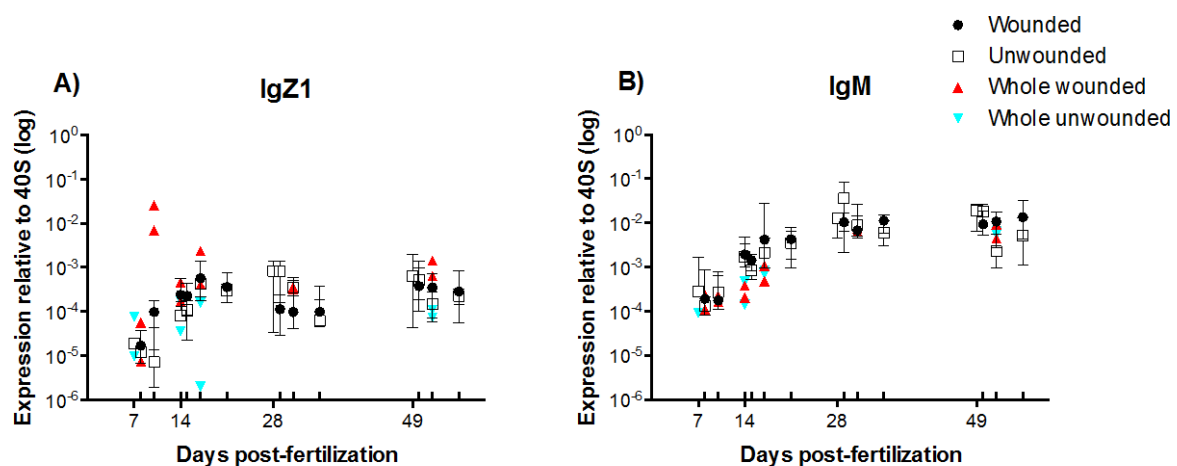 Wounded
Unwounded
Whole wounded
Whole unwounded
A)
IgZ1
B)
IgM
Expression relative to 40S (log)
10^0
10^-1
10^-2
10^-3
10^-4
10^-5
10^-6
7 14 28 49
Days post-fertilization
Expression relative to 40S (log)
10^0
10^-1
10^-2
10^-3
10^-4
10^-5
10^-6
7 14 28 49
Days post-fertilization